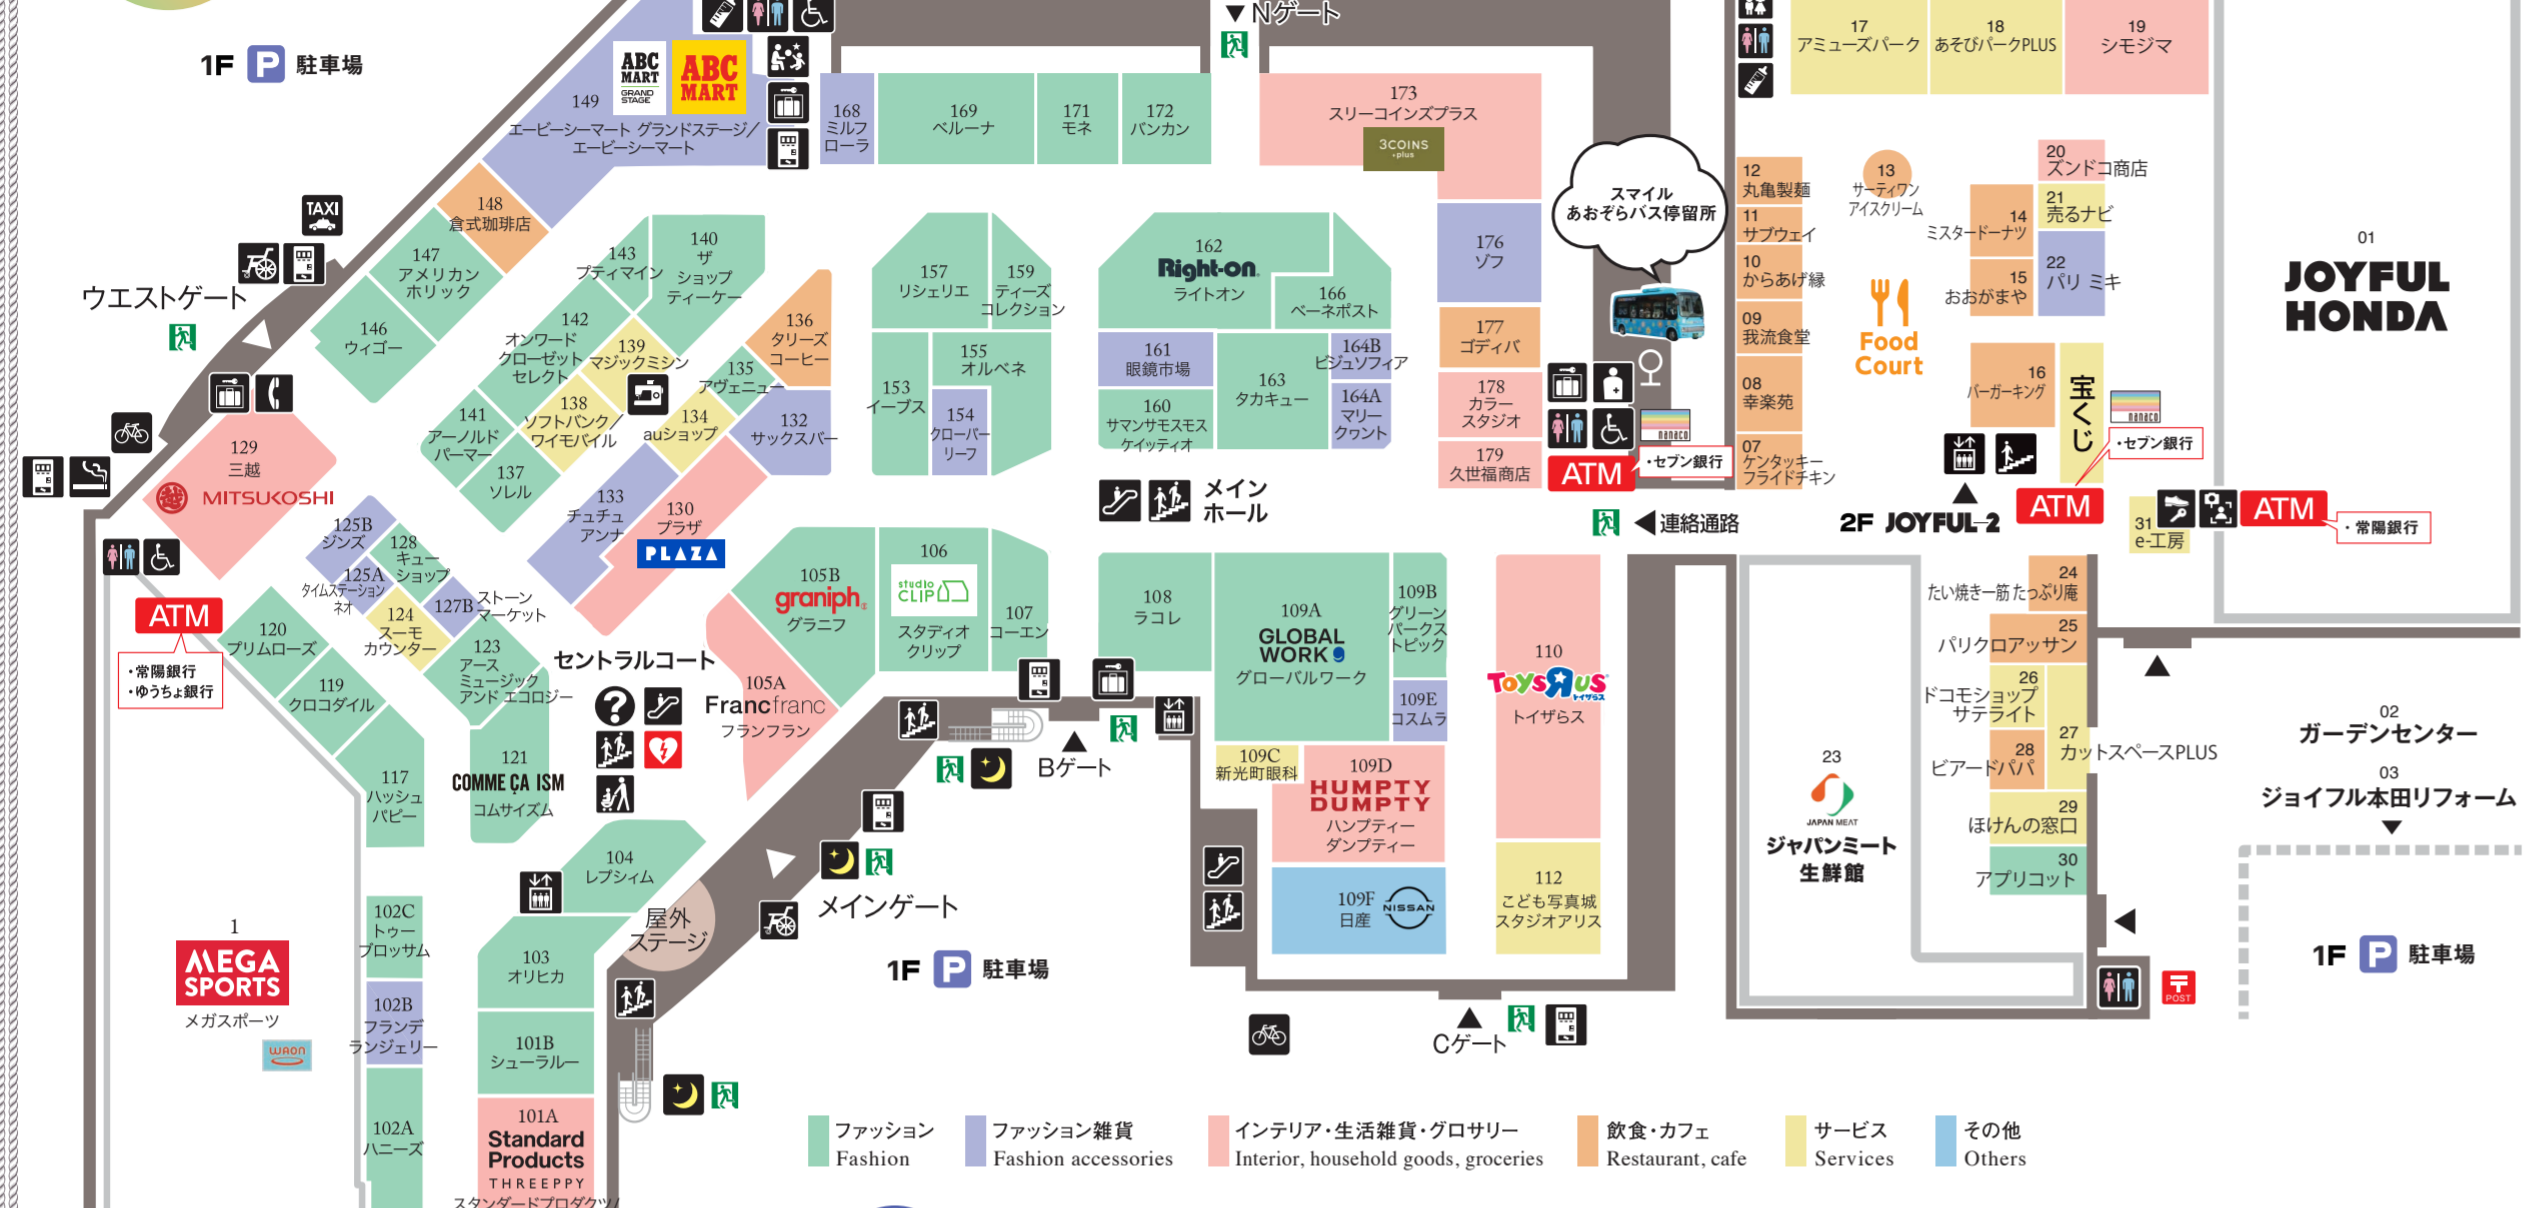 ▼Nゲート
1F P 駐車場
ABC
MART
GRAND
STAGE
ABC
MART
149
エービーシーマート グランドステージ/
エービーシーマート
168
ミルフ
ローラ
169
ベルーナ
171
モネ
172
バンカン
173
スリーコインズプラス
3COINS
+plus
17
アミューズパーク
18
あそびパークPLUS
19
シモジマ
スマイル
あおぞらバス停留所
12
丸亀製麺
11
サブウェイ
10
からあげ縁
09
我流食堂
08
幸楽苑
07
ケンタッキー
フライドチキン
13
サーティワン
アイスクリーム
14
ミスタードーナツ
15
おおがまや
16
バーガーキング
20
ズンドコ商店
21
売るナビ
22
パリ ミキ
Food
Court
宝くじ
nanaco
・セブン銀行
ATM
01
JOYFUL
HONDA
TAXI
148
倉式珈琲店
147
アメリカン
ホリック
146
ウィゴー
ウエストゲート
143
プティマイン
140
ザ
ショップ
ティーケー
142
オンワード
クローゼット
セレクト
139
マジックミシン
136
タリーズ
コーヒー
135
アヴェニュー
138
ソフトバンク/
ワイモバイル
134
auショップ
132
サックスバー
141
アーノルド
パーマー
137
ソレル
133
チュチュ
アンナ
130
プラザ
PLAZA
157
リシェリエ
159
ティーズ
コレクション
155
オルベネ
153
イーブス
154
クローバー
リーフ
162
Right-on
ライトオン
166
ベーネポスト
161
眼鏡市場
160
サマンサモスモス
ケイッティオ
163
タカキュー
164B
ビジュソフィア
164A
マリー
クヮント
176
ゾフ
177
ゴディバ
178
カラー
スタジオ
179
久世福商店
nanaco
ATM
・セブン銀行
129
三越
越 MITSUKOSHI
ATM
・常陽銀行
・ゆうちょ銀行
125B
ジンズ
128
キュー
ショップ
125A
タイムステーション
ネオ
127B
ストーン
マーケット
124
スーモ
カウンター
123
アース
ミュージック
アンド エコロジー
120
プリムローズ
119
クロコダイル
117
ハッシュ
パピー
121
COMME ÇA ISM
コムサイズム
セントラルコート
?
メイン
ホール
◀連絡通路
2F JOYFUL-2
31
e-工房
ATM
・常陽銀行
105B
graniph
グラニフ
106
studio
CLIP
スタディオ
クリップ
107
コーエン
105A
Francfranc
フランフラン
108
ラコレ
109A
GLOBAL
WORK
グローバルワーク
109B
グリーン
パークス
トピック
109E
コスムラ
109C
新光町眼科
109D
HUMPTY
DUMPTY
ハンプティー
ダンプティー
109F
日産
NISSAN
110
ToysRus
トイザらス
トイザらス
112
こども写真城
スタジオアリス
23
JAPAN MEAT
ジャパンミート
生鮮館
24
たい焼き一筋 たっぷり庵
25
パリクロアッサン
26
ドコモショップ
サテライト
27
カットスペースPLUS
28
ビアードパパ
29
ほけんの窓口
30
アプリコット
02
ガーデンセンター
03
ジョイフル本田リフォーム
▼
1F P 駐車場
POST
Bゲート
104
レプシィム
屋外
ステージ
メインゲート
1F P 駐車場
Cゲート
1
MEGA
SPORTS
メガスポーツ
WAON
102C
トゥー
ブロッサム
102B
フランデ
ランジェリー
102A
ハニーズ
103
オリヒカ
101B
シューラルー
101A
Standard
Products
THREEPPY
スタンダードプロダクツ/
ファッション
Fashion
ファッション雑貨
Fashion accessories
インテリア・生活雑貨・グロサリー
Interior, household goods, groceries
飲食・カフェ
Restaurant, cafe
サービス
Services
その他
Others